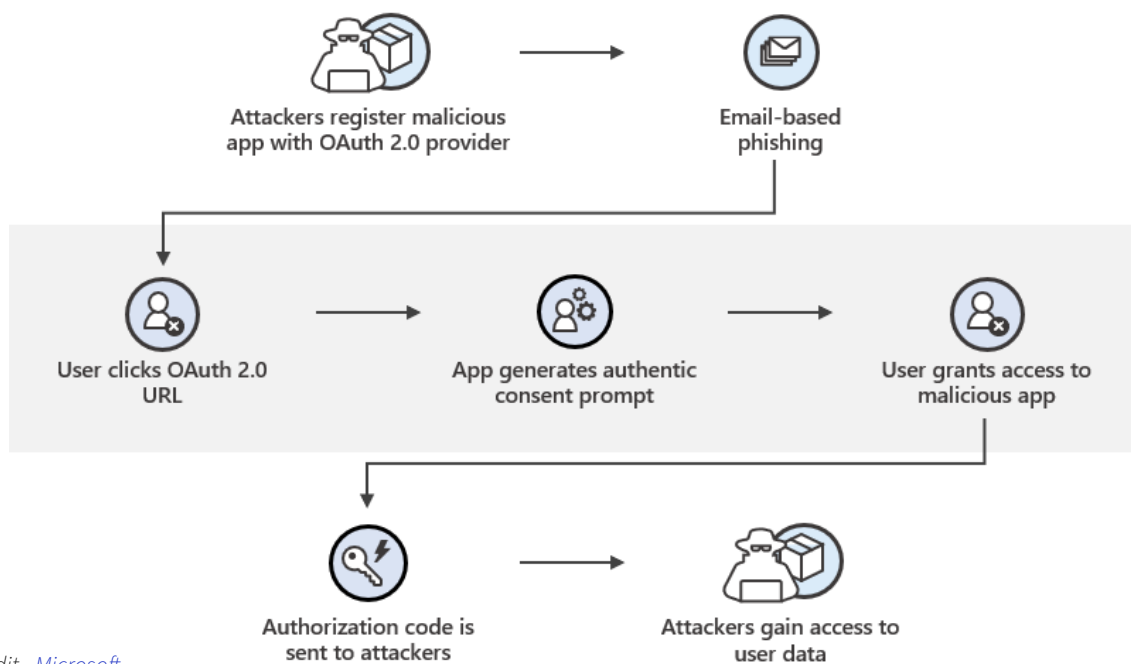 Attackers register malicious
app with OAuth 2.0 provider
Email-based
phishing
User clicks OAuth 2.0
URL
App generates authentic
consent prompt
User grants access to
malicious app
Authorization code is
sent to attackers
Attackers gain access to
user data
Microsoft